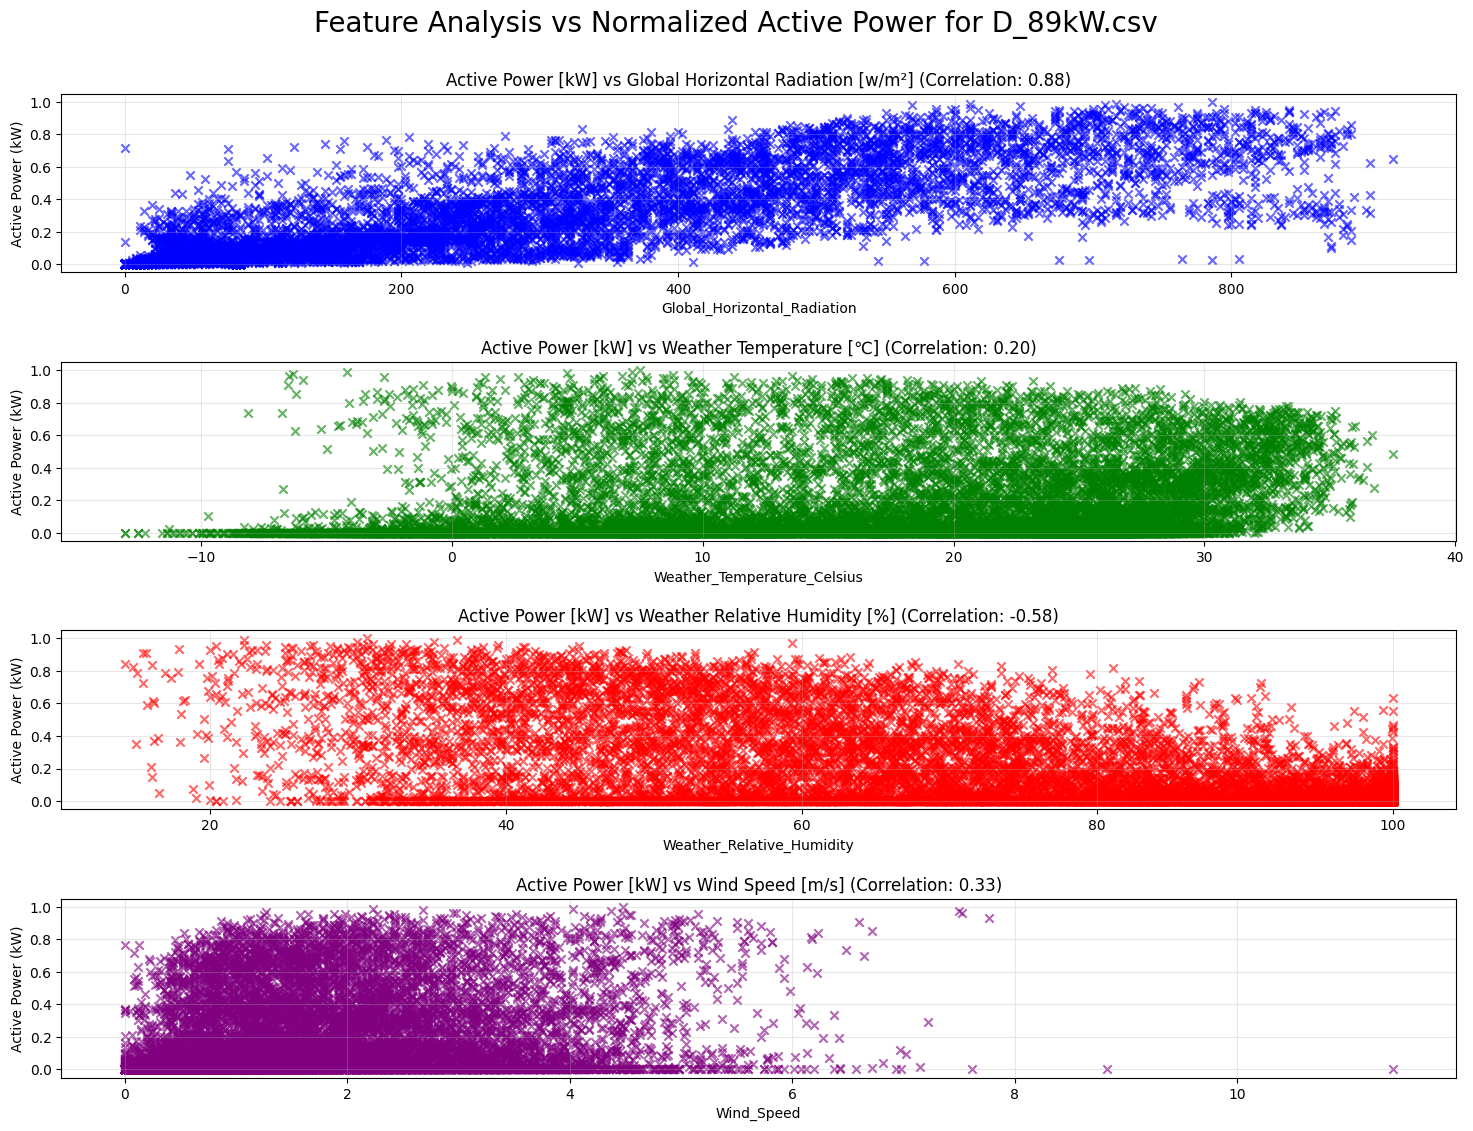 Feature Analysis vs Normalized Active Power for D_89kW.csv
Active Power [kW] vs Global Horizontal Radiation [w/m²] (Correlation: 0.88)
Active Power (kW)
1.0
0.8
0.6
0.4
0.2
0.0
0 200 400 600 800
Global_Horizontal_Radiation
Active Power [kW] vs Weather Temperature [℃] (Correlation: 0.20)
Active Power (kW)
1.0
0.8
0.6
0.4
0.2
0.0
−10 0 10 20 30 40
Weather_Temperature_Celsius
Active Power [kW] vs Weather Relative Humidity [%] (Correlation: -0.58)
Active Power (kW)
1.0
0.8
0.6
0.4
0.2
0.0
20 40 60 80 100
Weather_Relative_Humidity
Active Power [kW] vs Wind Speed [m/s] (Correlation: 0.33)
Active Power (kW)
1.0
0.8
0.6
0.4
0.2
0.0
0 2 4 6 8 10
Wind_Speed